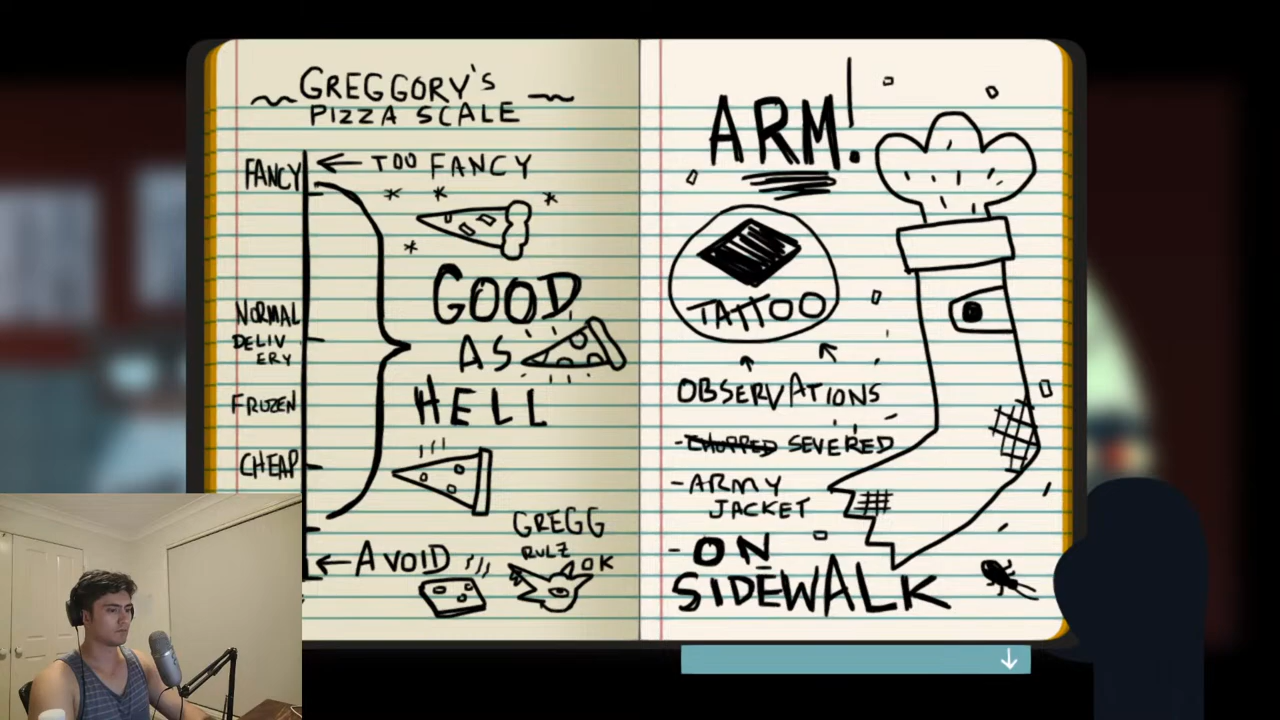 GREGGORY'S
PIZZA SCALE
FANCY
← TOO FANCY
GOOD
NORMAL
DELIV
ERY
AS
FROZEN
HELL
CHEAP
GREGG
RULZ
OK
← AVOID
ARM!
TATTOO
OBSERVATIONS
- CHOPPED SEVERED
- ARMY
JACKET
- ON
SIDEWALK